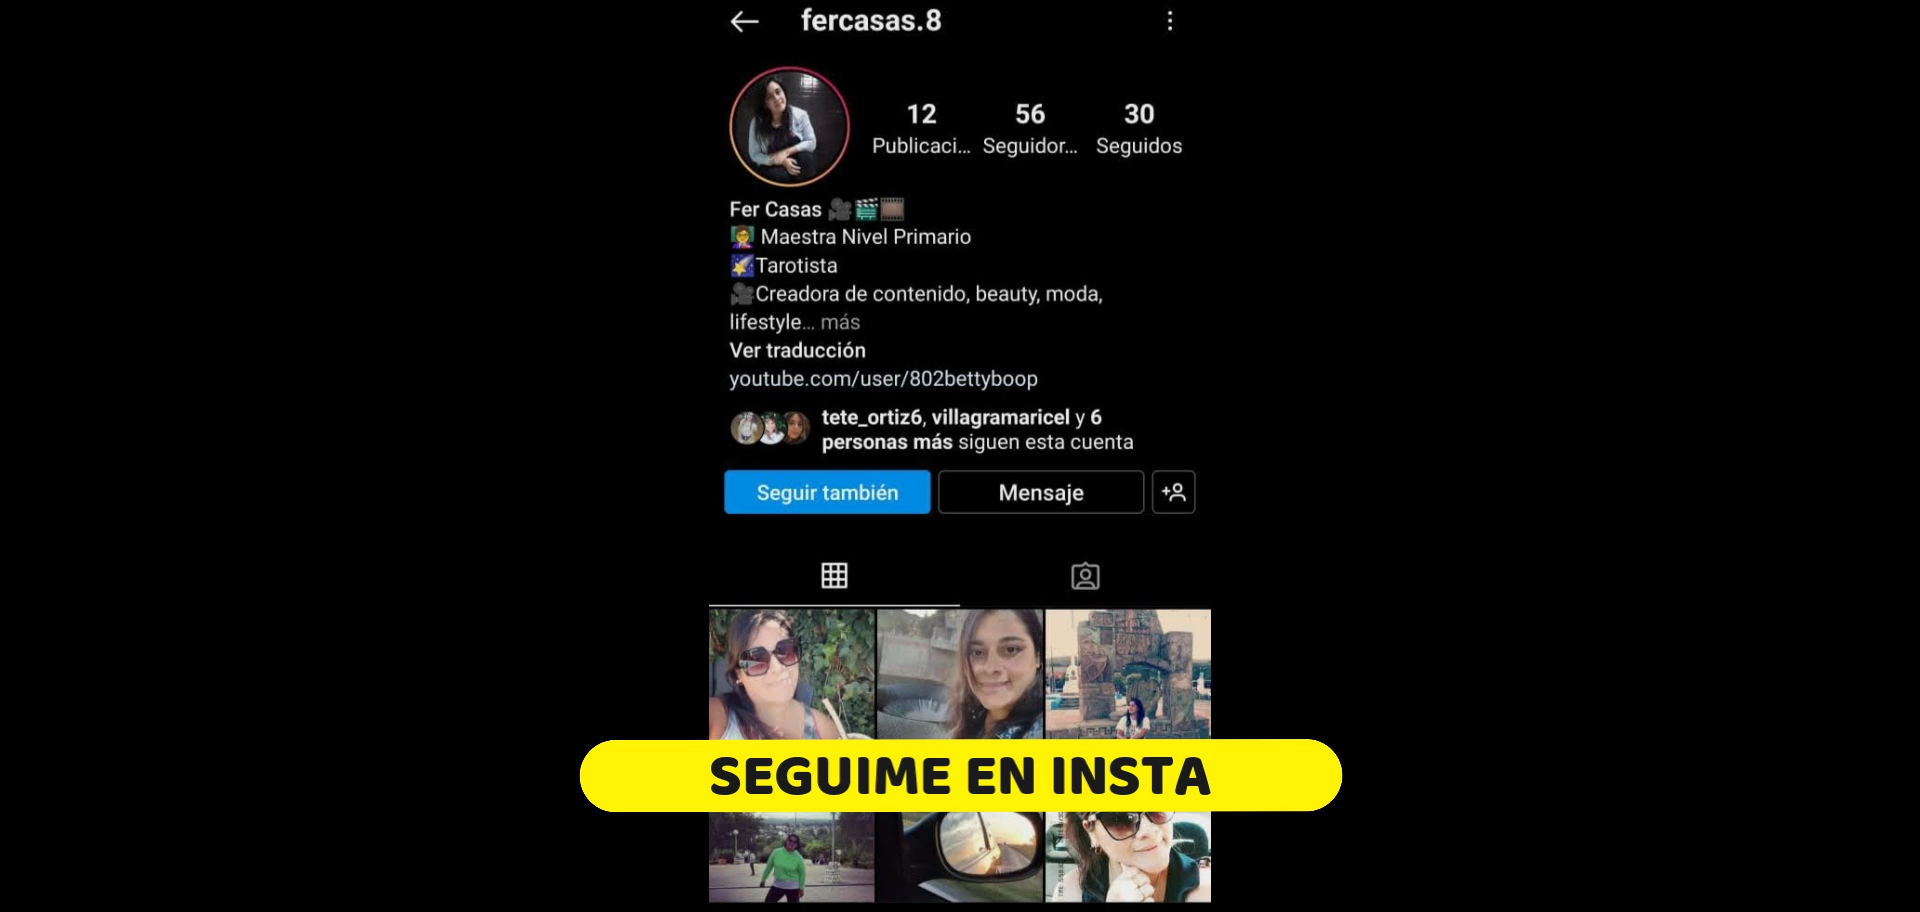 fercasas.8
12 56 30
Publicaci... Seguidor... Seguidos
Fer Casas 🎥🎬🎞️
👩‍🏫 Maestra Nivel Primario
🌠Tarotista
🎥Creadora de contenido, beauty, moda,
lifestyle... más
Ver traducción
youtube.com/user/802bettyboop
tete_ortiz6, villagramaricel y 6
personas más siguen esta cuenta
Seguir también Mensaje
SEGUIME EN INSTA